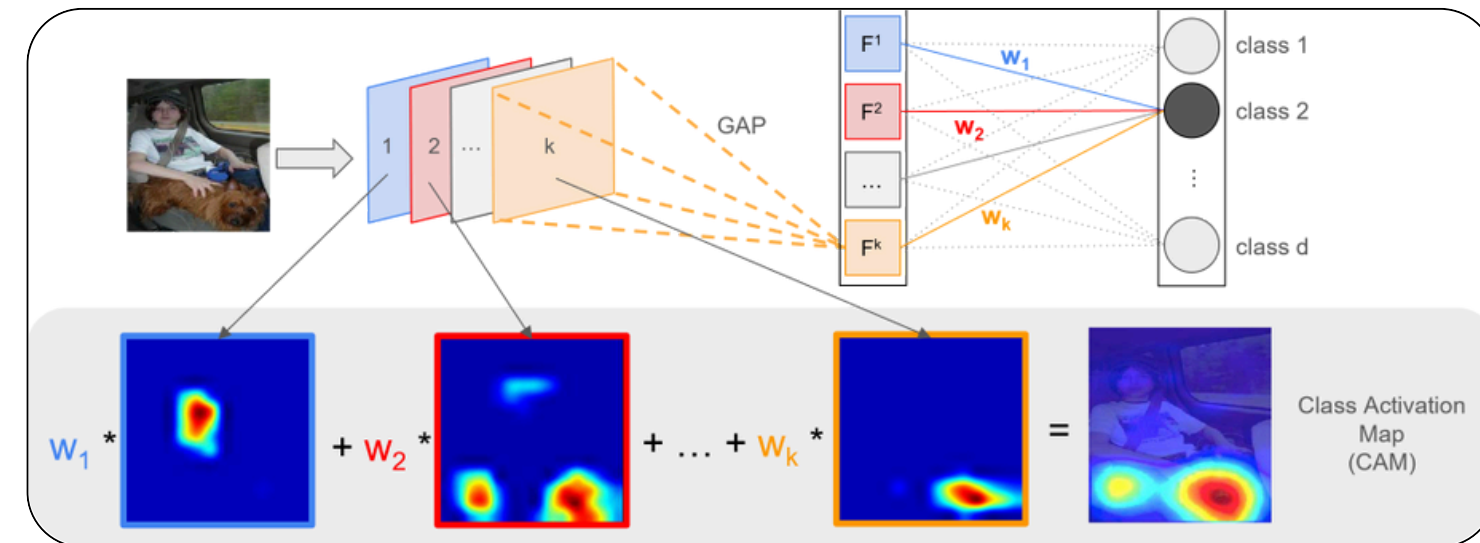 F¹
class 1
w₁
1
2
...
k
GAP
F²
w₂
class 2
...
⋮
wₖ
Fᵏ
class d
w₁ * + w₂ * + ... + wₖ * =
Class Activation
Map
(CAM)